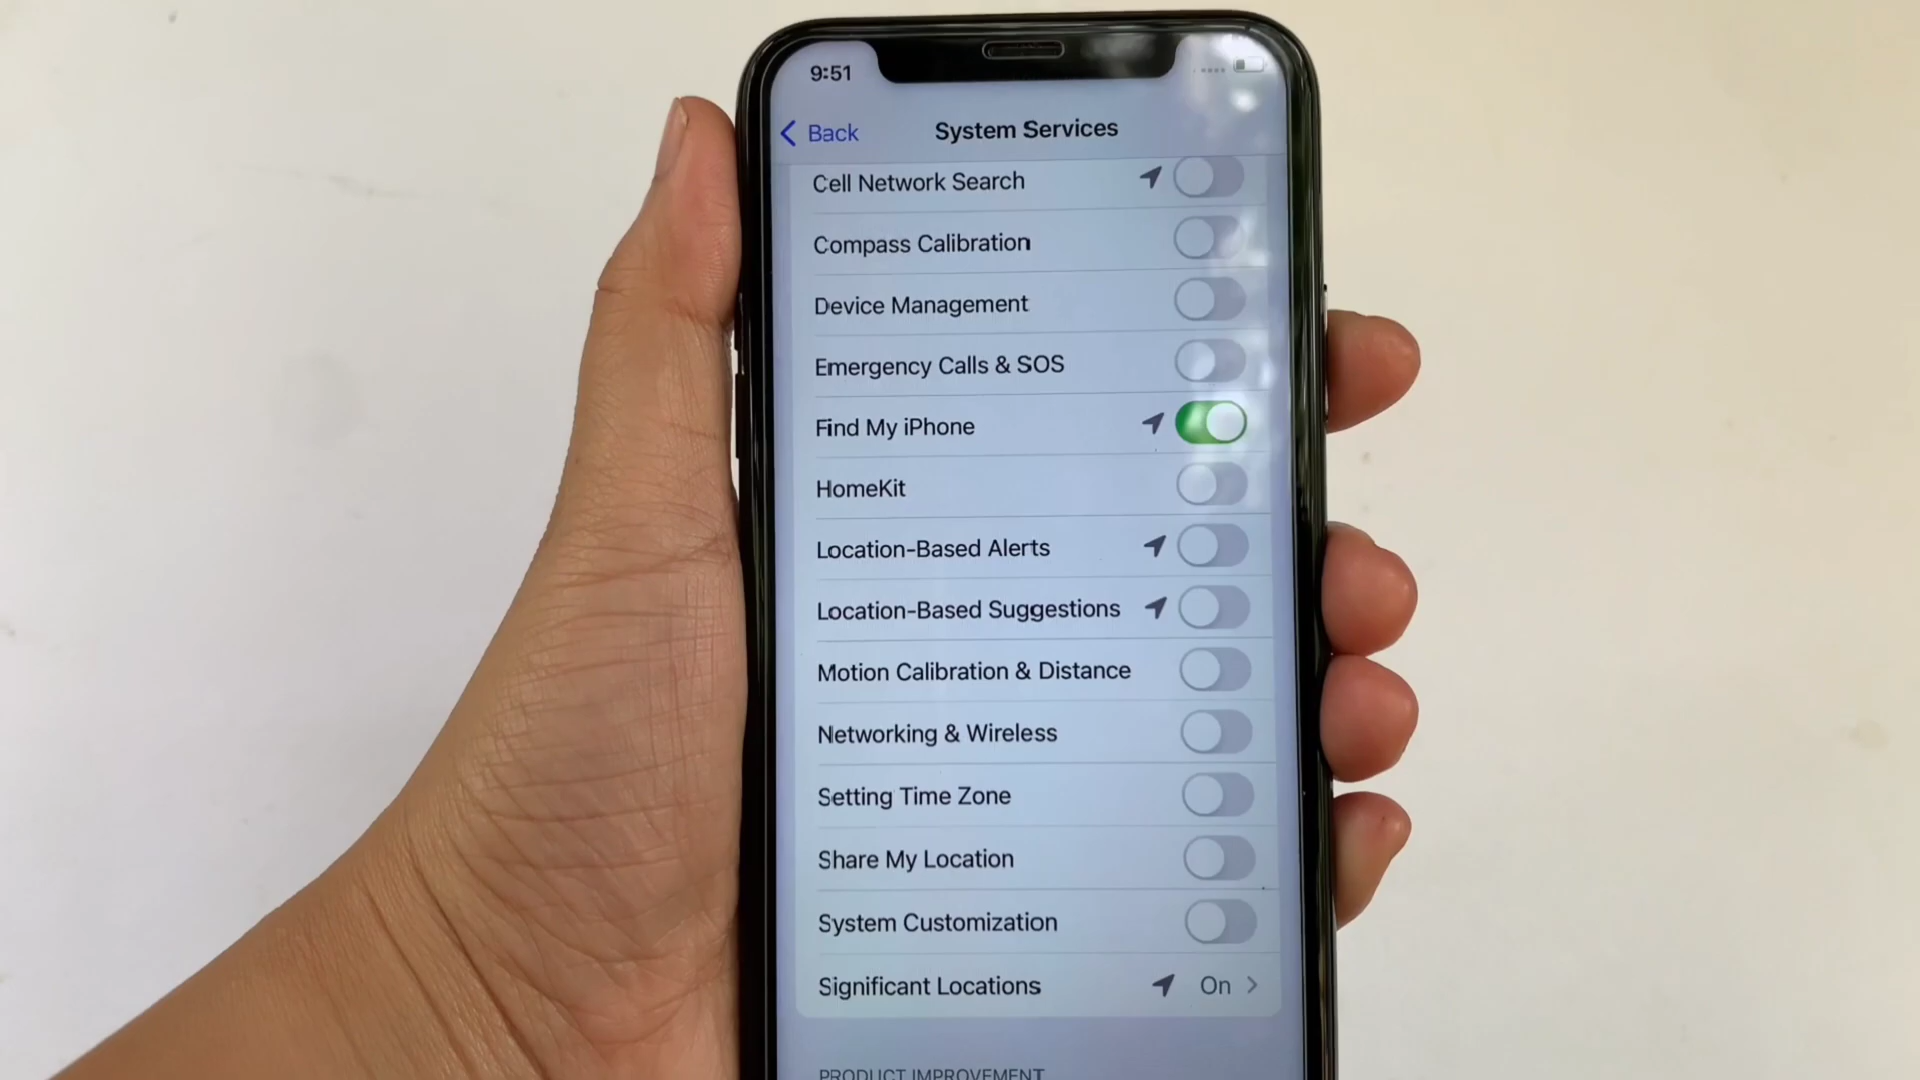 9:51
Back
System Services
Cell Network Search
Compass Calibration
Device Management
Emergency Calls & SOS
Find My iPhone
HomeKit
Location-Based Alerts
Location-Based Suggestions
Motion Calibration & Distance
Networking & Wireless
Setting Time Zone
Share My Location
System Customization
Significant Locations On
PRODUCT IMPROVEMENT